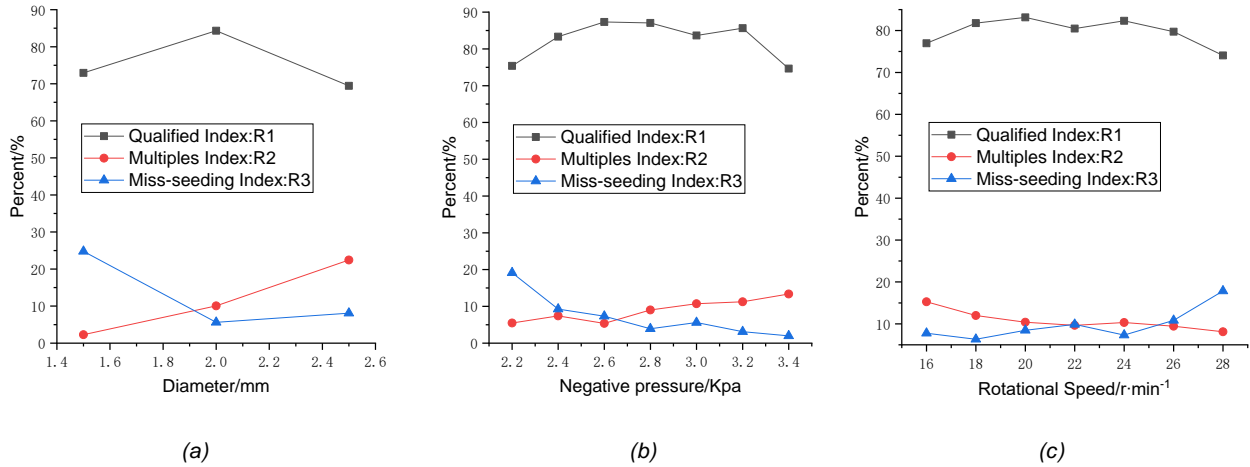 90
80
70
60
50
40
30
20
10
0
Percent/%
Qualified Index:R1
Multiples Index:R2
Miss-seeding Index:R3
1.4 1.6 1.8 2.0 2.2 2.4 2.6
Diameter/mm
(a)
100
90
80
70
60
50
40
30
20
10
0
Percent/%
Qualified Index:R1
Multiples Index:R2
Miss-seeding Index:R3
2.2 2.4 2.6 2.8 3.0 3.2 3.4
Negative pressure/Kpa
(b)
80
70
60
50
40
30
20
10
Percent/%
Qualified Index:R1
Multiples Index:R2
Miss-seeding Index:R3
16 18 20 22 24 26 28
Rotational Speed/r·min⁻¹
(c)